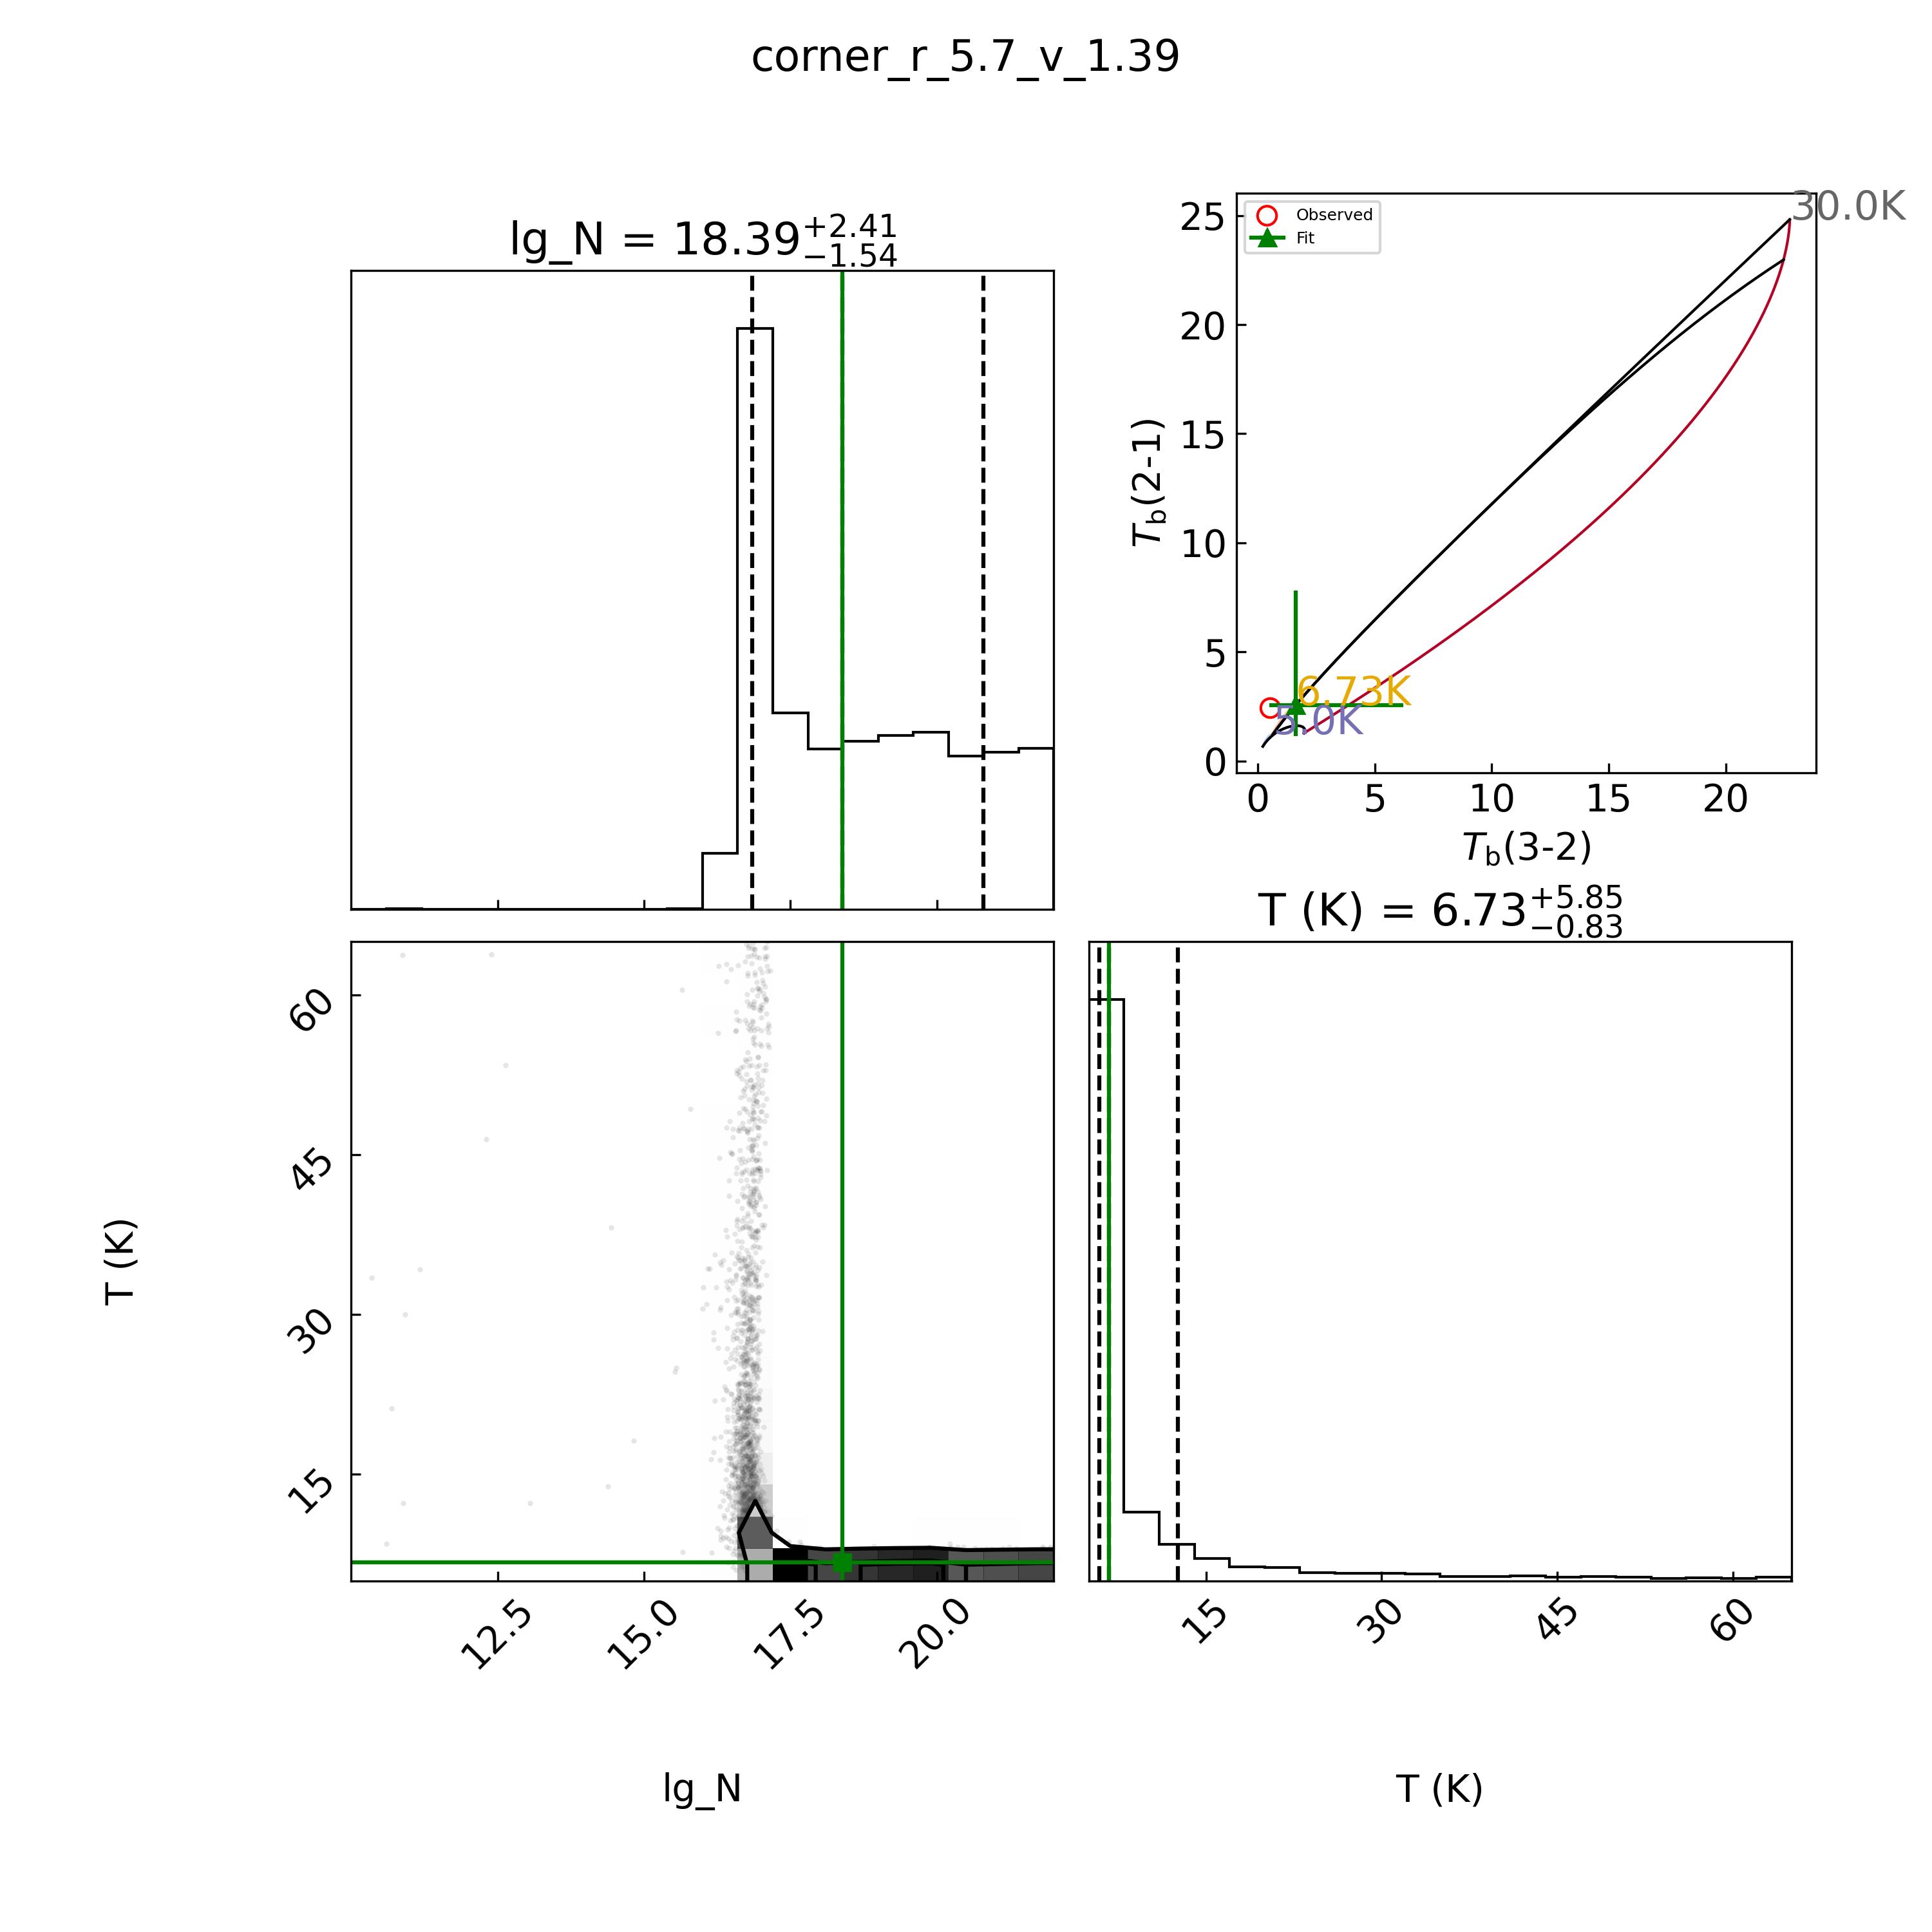 corner_r_5.7_v_1.39
lg_N = 18.39+2.41−1.54
30.0K
Observed
Fit
25
20
15
10
5
0
Tb(2-1)
6.73K
5.0K
0 5 10 15 20
Tb(3-2)
T (K) = 6.73+5.85−0.83
60
45
30
15
T (K)
12.5 15.0 17.5 20.0
15 30 45 60
lg_N
T (K)